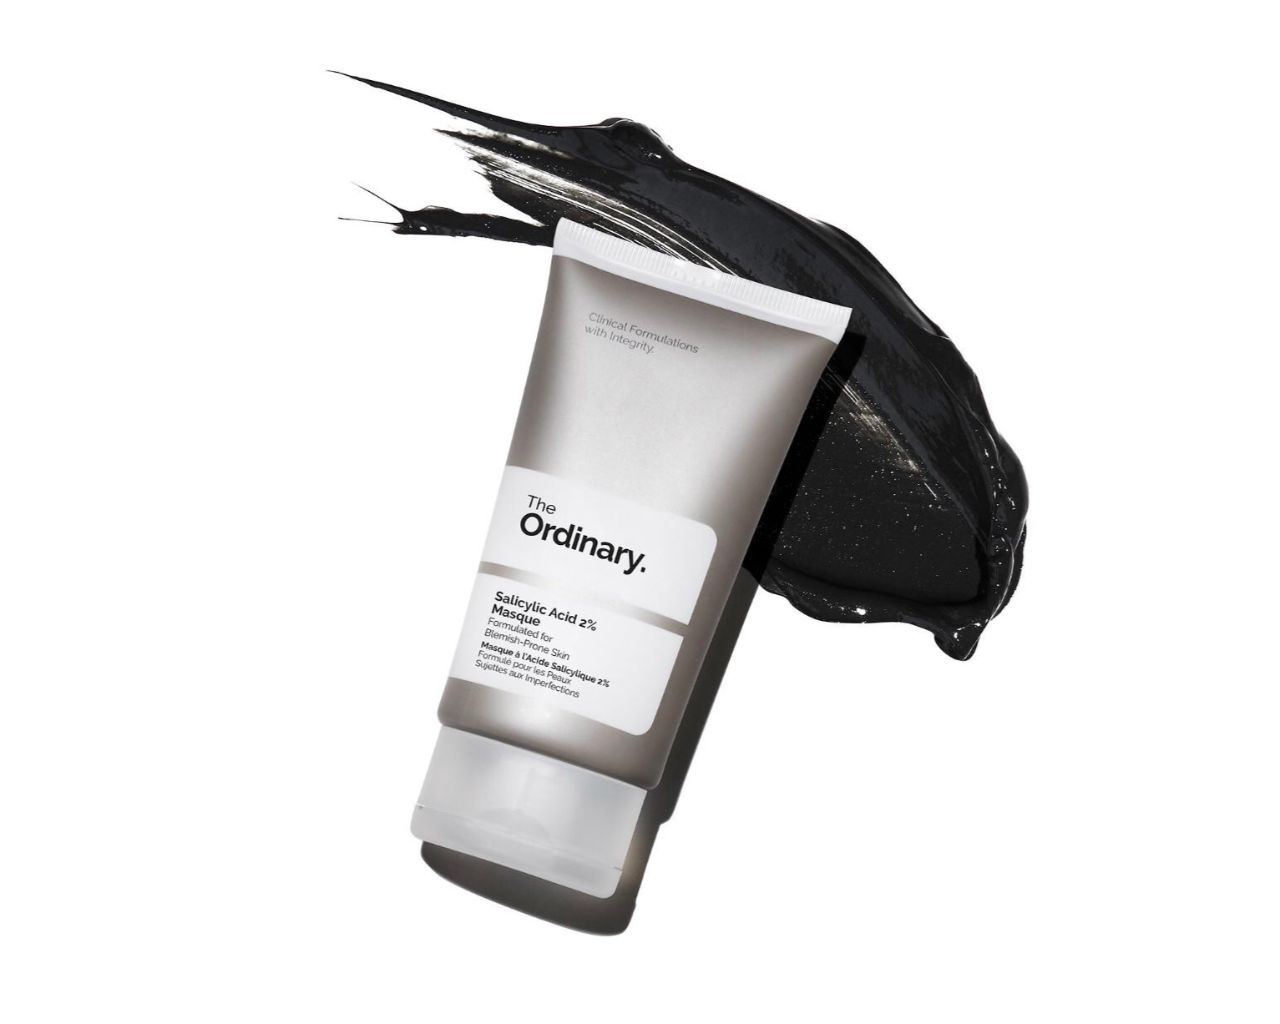 Clinical Formulations
with Integrity.
The
Ordinary.
Salicylic Acid 2%
Masque
Formulated for
Blemish-Prone Skin
Masque à l'Acide Salicylique 2%
Formulé pour les Peaux
Sujettes aux Imperfections